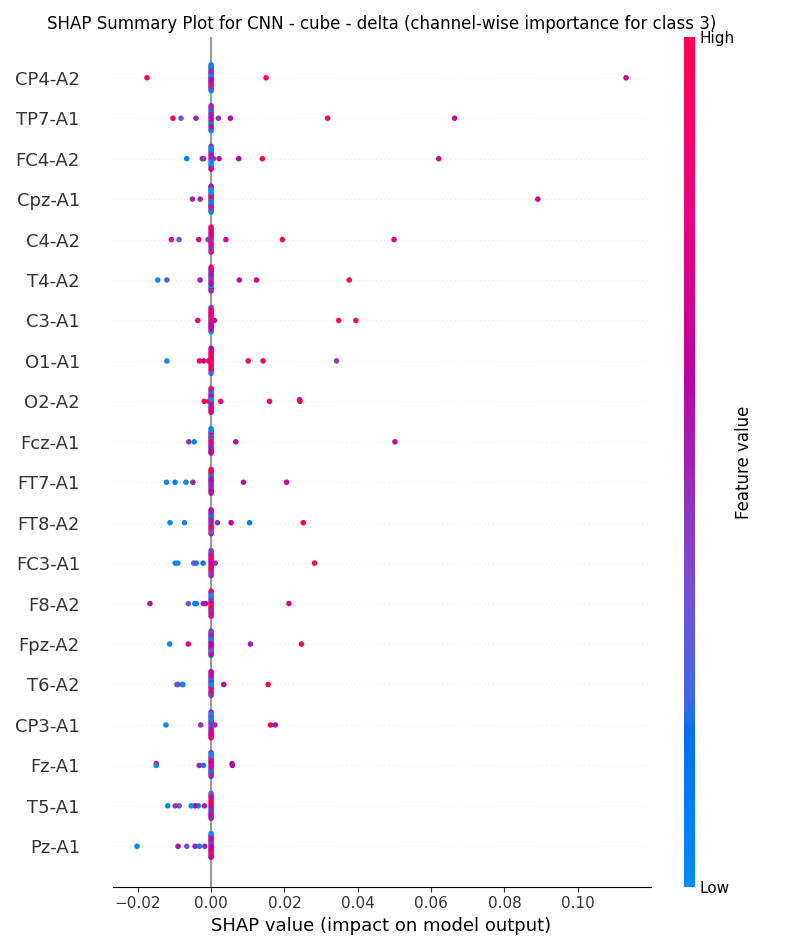 SHAP Summary Plot for CNN - cube - delta (channel-wise importance for class 3)
High
CP4-A2
TP7-A1
FC4-A2
Cpz-A1
C4-A2
T4-A2
C3-A1
O1-A1
O2-A2
Fcz-A1
FT7-A1
FT8-A2
FC3-A1
F8-A2
Fpz-A2
T6-A2
CP3-A1
Fz-A1
T5-A1
Pz-A1
Feature value
Low
−0.02 0.00 0.02 0.04 0.06 0.08 0.10
SHAP value (impact on model output)